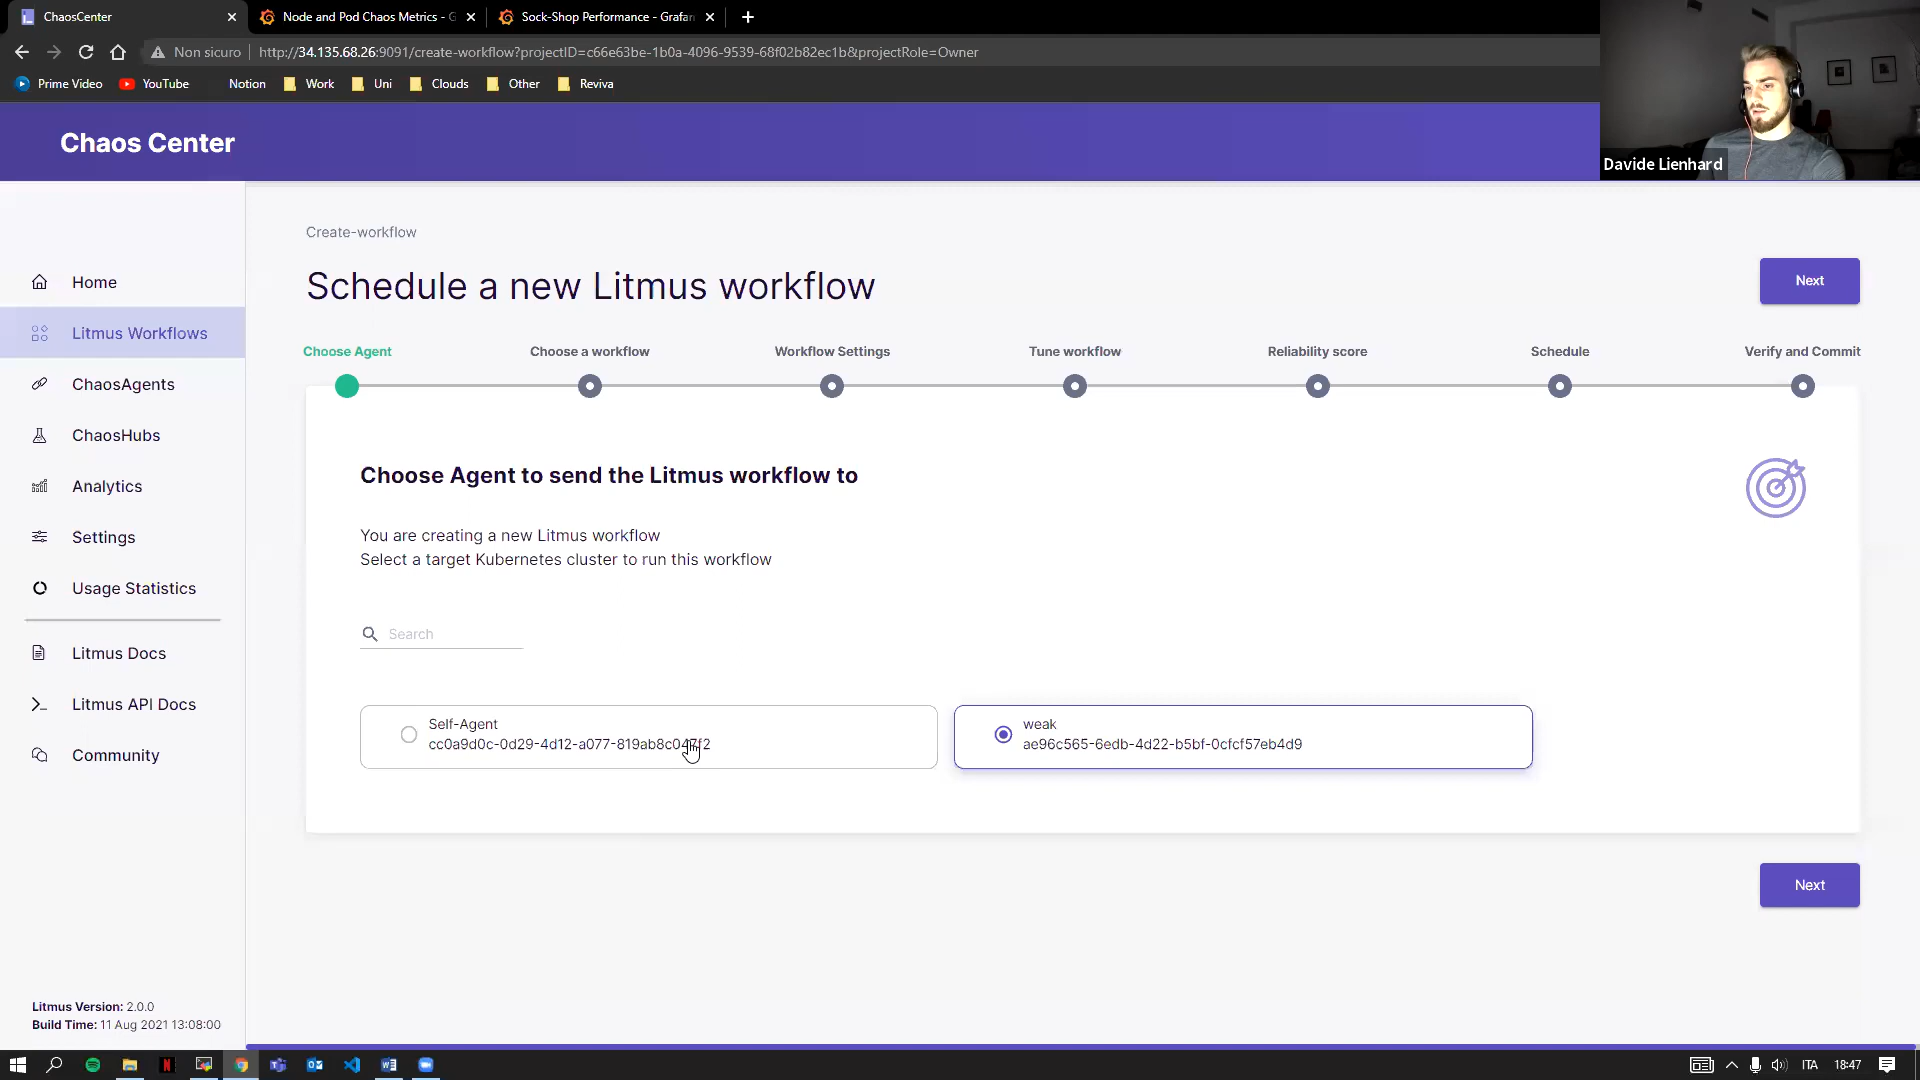 ChaosCenter
Node and Pod Chaos Metrics - G
Sock-Shop Performance - Grafan
Non sicuro
http://34.135.68.26:9091/create-workflow?projectID=c66e63be-1b0a-4096-9539-68f02b82ec1b&projectRole=Owner
Prime Video
YouTube
Notion
Work
Uni
Clouds
Other
Reviva
Chaos Center
Davide Lienhard
Home
Litmus Workflows
ChaosAgents
ChaosHubs
Analytics
Settings
Usage Statistics
Litmus Docs
Litmus API Docs
Community
Litmus Version: 2.0.0
Build Time: 11 Aug 2021 13:08:00
Create-workflow
Schedule a new Litmus workflow
Next
Choose Agent
Choose a workflow
Workflow Settings
Tune workflow
Reliability score
Schedule
Verify and Commit
Choose Agent to send the Litmus workflow to
You are creating a new Litmus workflow
Select a target Kubernetes cluster to run this workflow
Search
Self-Agent
cc0a9d0c-0d29-4d12-a077-819ab8c047f2
weak
ae96c565-6edb-4d22-b5bf-0cfcf57eb4d9
Next
ITA
18:47